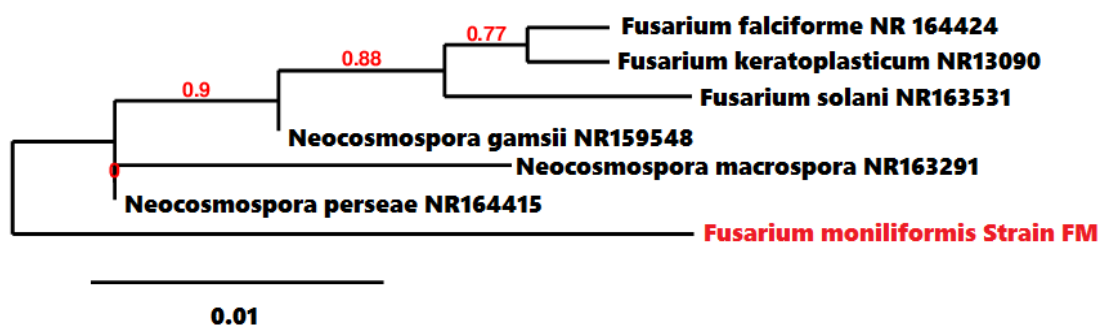 Fusarium falciforme NR 164424
0.77
Fusarium keratoplasticum NR13090
0.88
Fusarium solani NR163531
0.9
Neocosmospora gamsii NR159548
Neocosmospora macrospora NR163291
0
Neocosmospora perseae NR164415
Fusarium moniliformis Strain FM
0.01